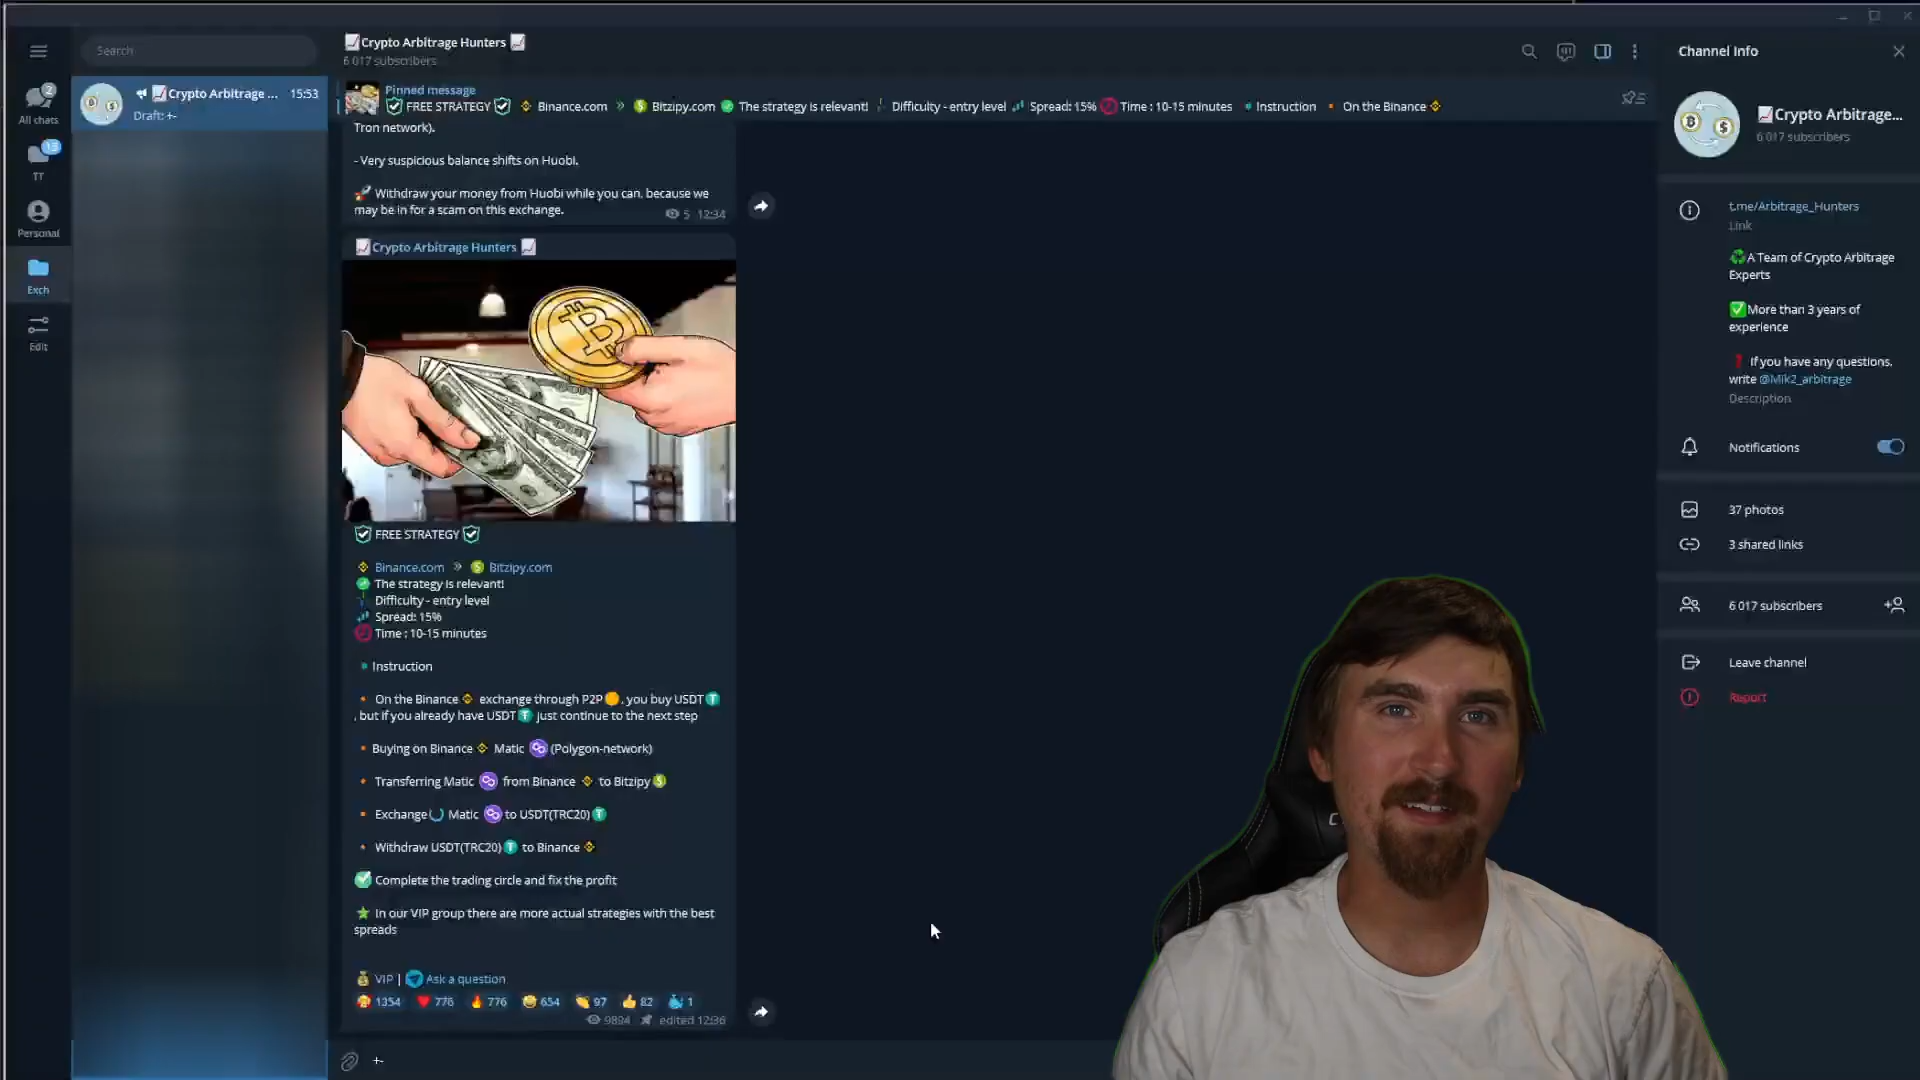 Search
All chats
2
TT
13
Personal
Exch
Edit
Crypto Arbitrage ... 15:53
Draft: +-
Crypto Arbitrage Hunters
6 017 subscribers
Pinned message
FREE STRATEGY Binance.com » Bitzipy.com The strategy is relevant! Difficulty - entry level Spread: 15% Time : 10-15 minutes Instruction On the Binance
Tron network).
- Very suspicious balance shifts on Huobi.
Withdraw your money from Huobi while you can, because we
may be in for a scam on this exchange.
5 12:34
Crypto Arbitrage Hunters
FREE STRATEGY
Binance.com » Bitzipy.com
The strategy is relevant!
Difficulty - entry level
Spread: 15%
Time : 10-15 minutes
Instruction
On the Binance exchange through P2P , you buy USDT
, but if you already have USDT just continue to the next step
Buying on Binance Matic (Polygon-network)
Transferring Matic from Binance to Bitzipy
Exchange Matic to USDT(TRC20)
Withdraw USDT(TRC20) to Binance
Complete the trading circle and fix the profit
In our VIP group there are more actual strategies with the best
spreads
VIP | Ask a question
1354 776 776 654 97 82 1
9894 edited 12:36
+-
Channel Info
Crypto Arbitrage...
6 017 subscribers
t.me/Arbitrage_Hunters
Link
A Team of Crypto Arbitrage
Experts
More than 3 years of
experience
If you have any questions,
write @Mik2_arbitrage
Description
Notifications
37 photos
3 shared links
6 017 subscribers
Leave channel
Report